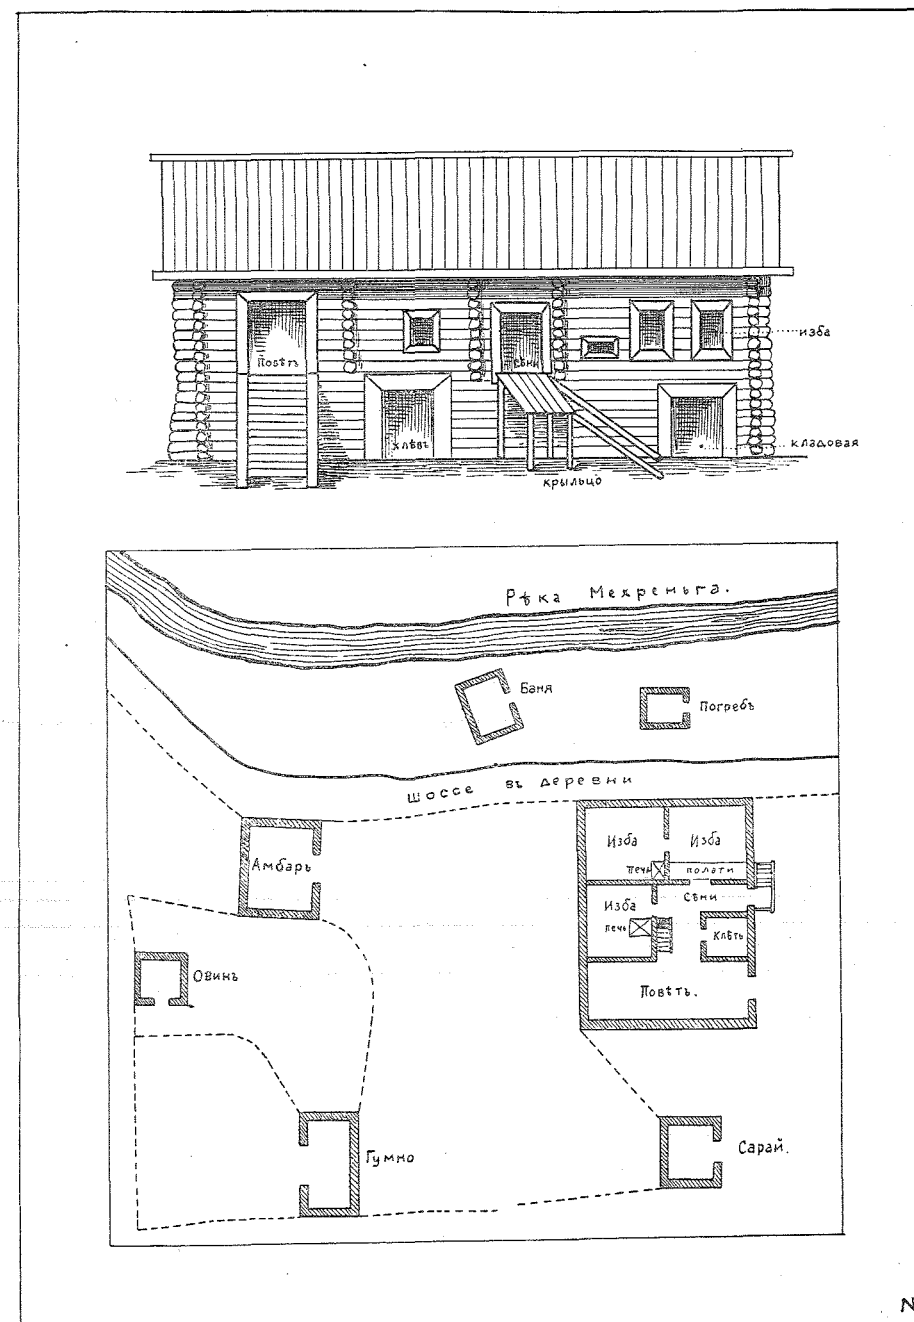 Повѣть
сѣни
изба
хлѣвъ
кладовая
крыльцо
Рѣка Мехреньга.
Баня
Погребъ
Шоссе въ деревни
Амбаръ
Изба
Изба
печь
полати
Изба
сѣни
печь
Клѣть
Овинъ
Повѣть.
Гумно
Сарай.
N